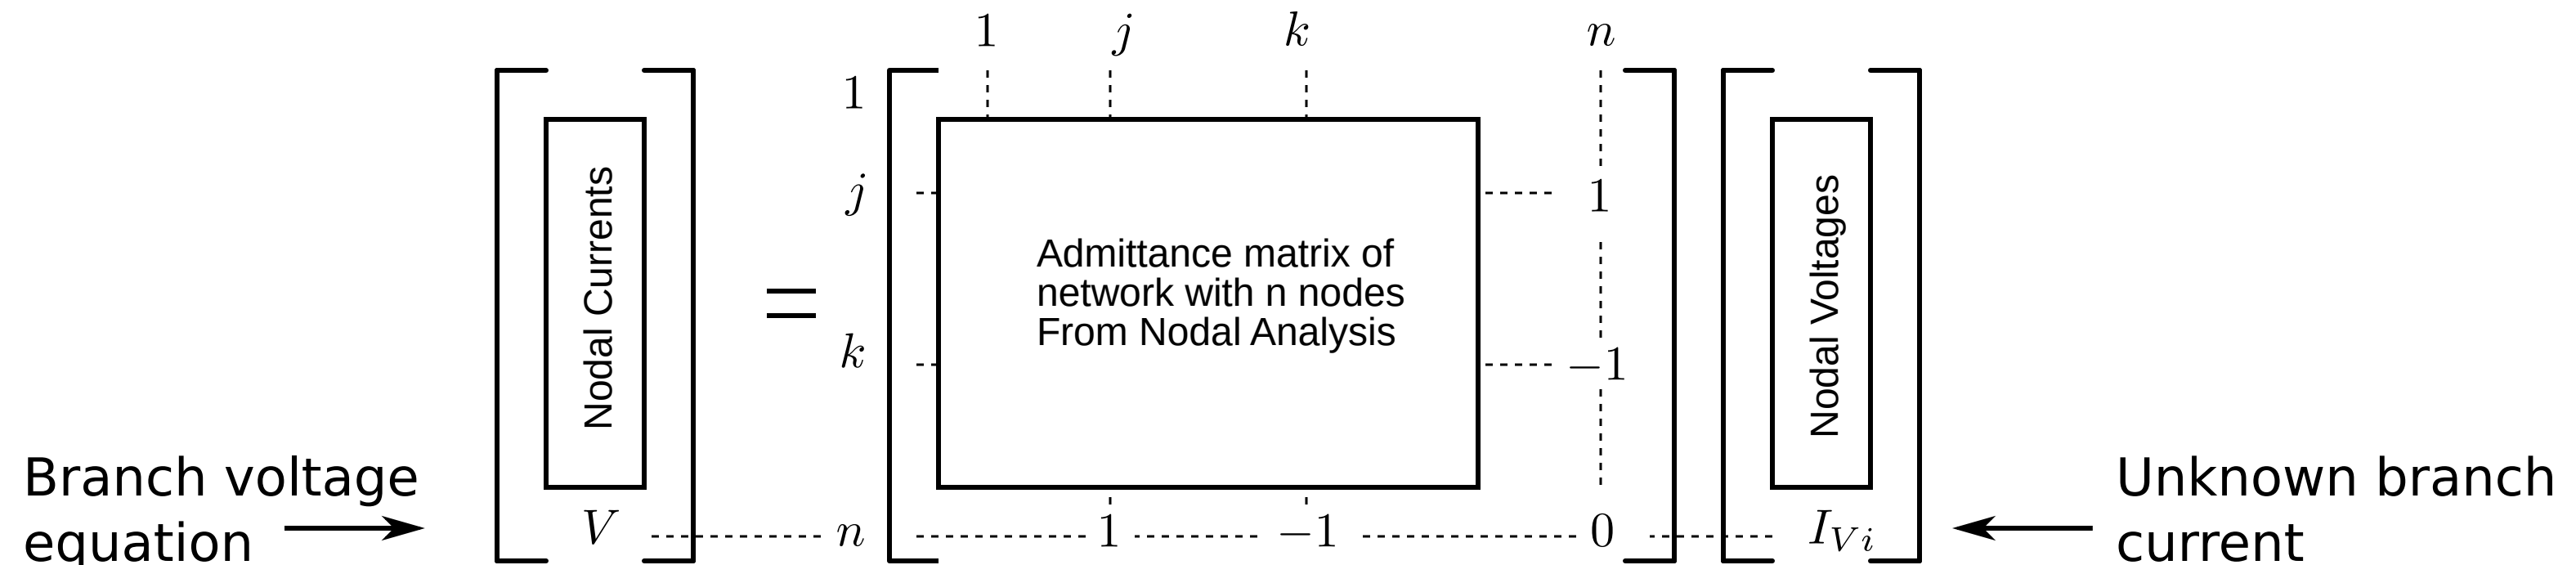 1 j k n
1
j 1
k −1
n 1 −1 0
Nodal Currents
V
=
Admittance matrix of
network with n nodes
From Nodal Analysis
Nodal Voltages
I_{Vi}
Branch voltage
equation
Unknown branch
current